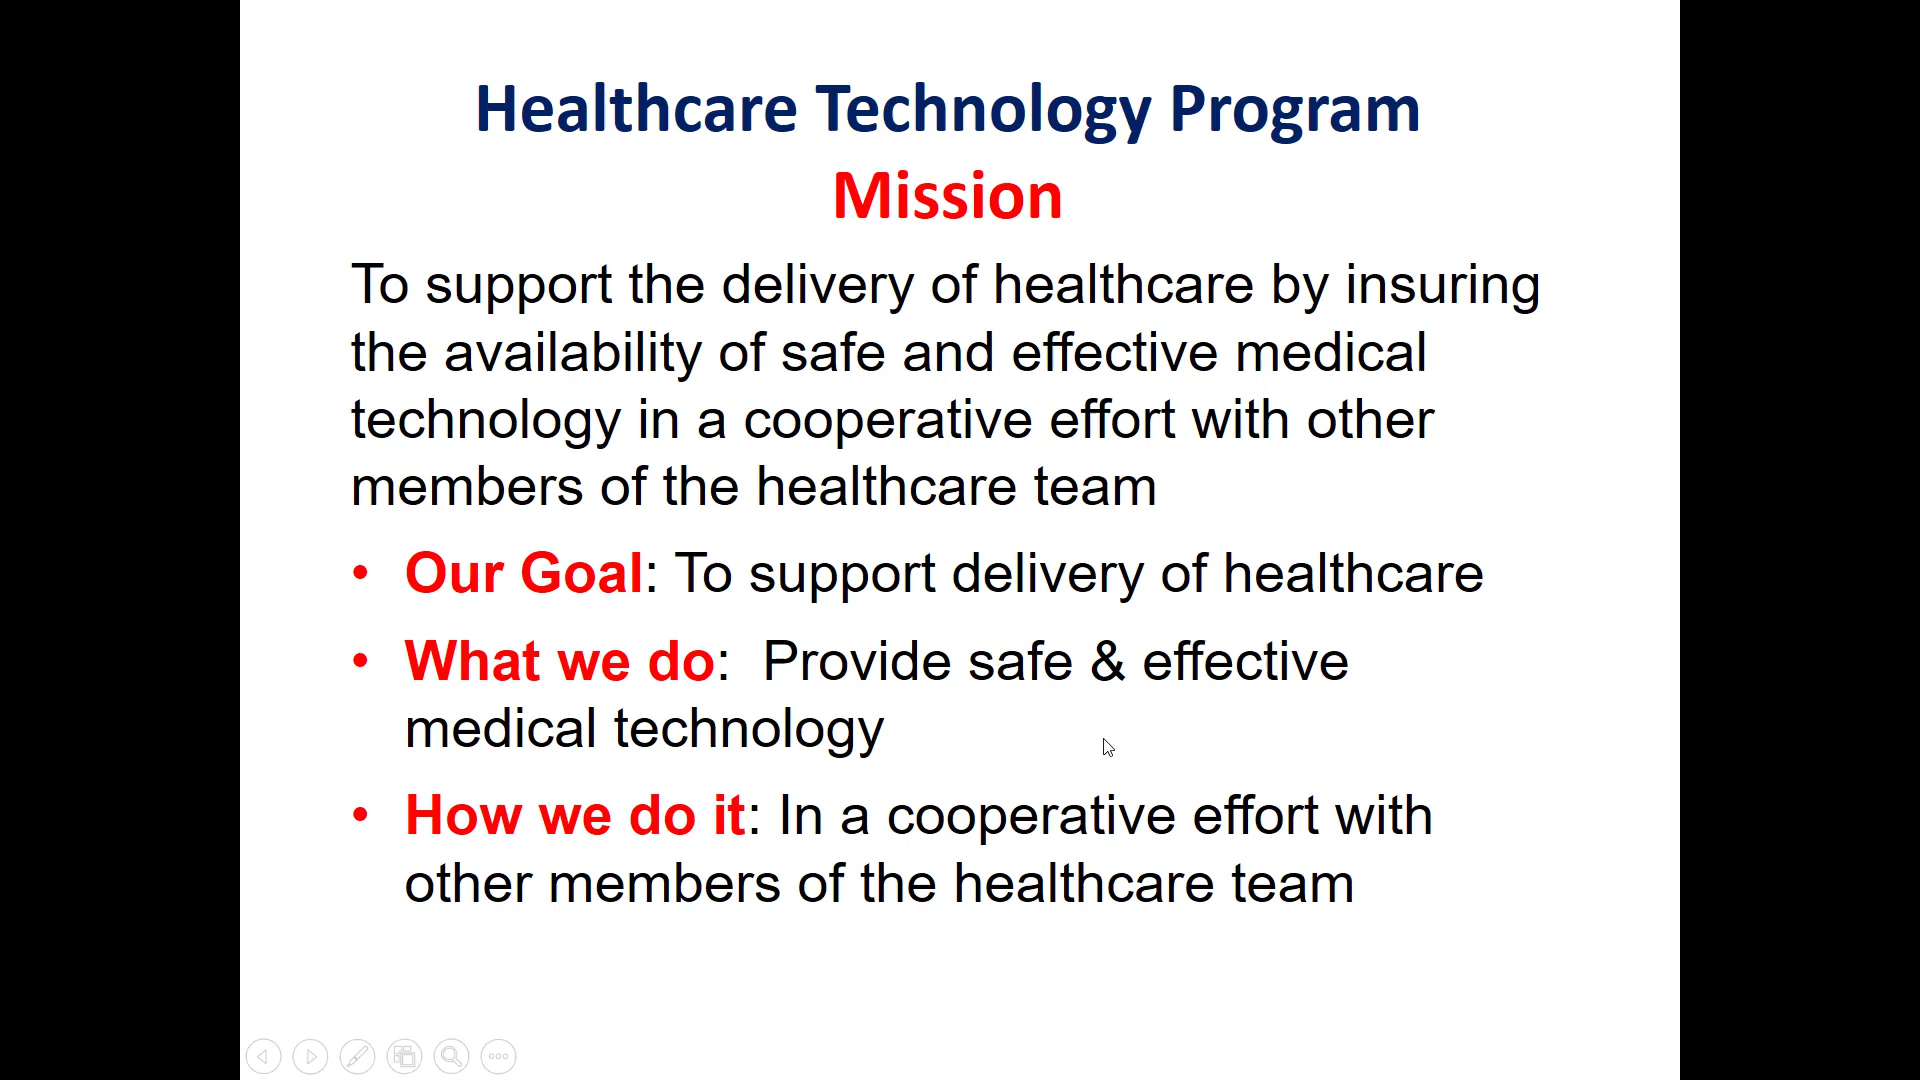 Healthcare Technology Program
Mission
To support the delivery of healthcare by insuring
the availability of safe and effective medical
technology in a cooperative effort with other
members of the healthcare team
• Our Goal: To support delivery of healthcare
• What we do:  Provide safe & effective
medical technology
• How we do it: In a cooperative effort with
other members of the healthcare team